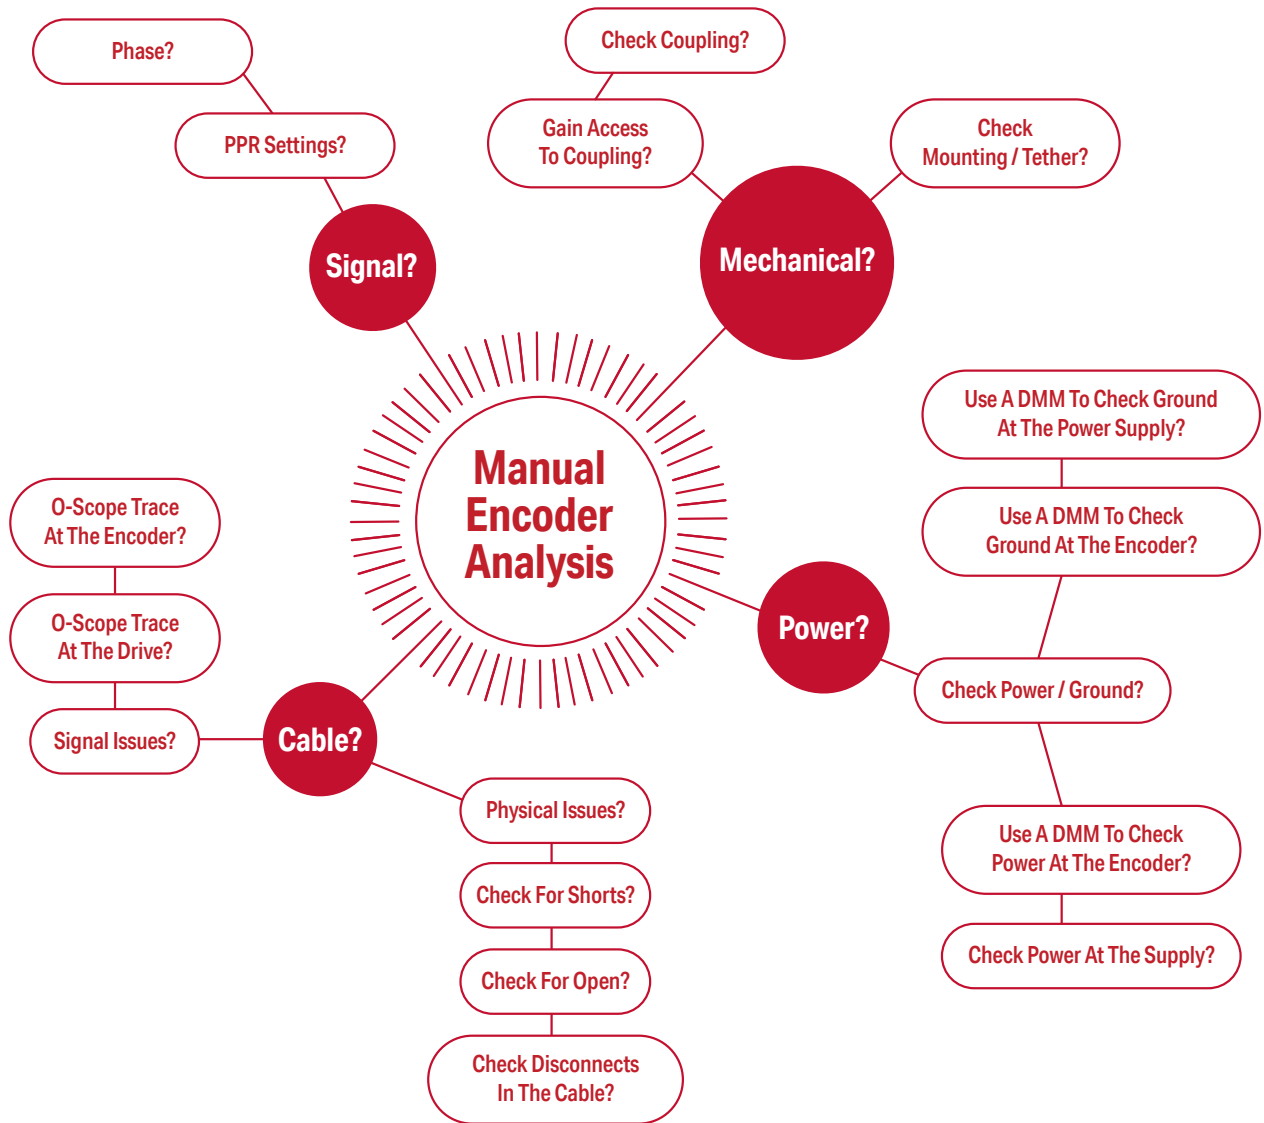 Phase?
PPR Settings?
Signal?
Check Coupling?
Gain Access
To Coupling?
Check
Mounting / Tether?
Mechanical?
Manual
Encoder
Analysis
Use A DMM To Check Ground
At The Power Supply?
Use A DMM To Check
Ground At The Encoder?
Power?
Check Power / Ground?
Use A DMM To Check
Power At The Encoder?
Check Power At The Supply?
O-Scope Trace
At The Encoder?
O-Scope Trace
At The Drive?
Signal Issues?
Cable?
Physical Issues?
Check For Shorts?
Check For Open?
Check Disconnects
In The Cable?